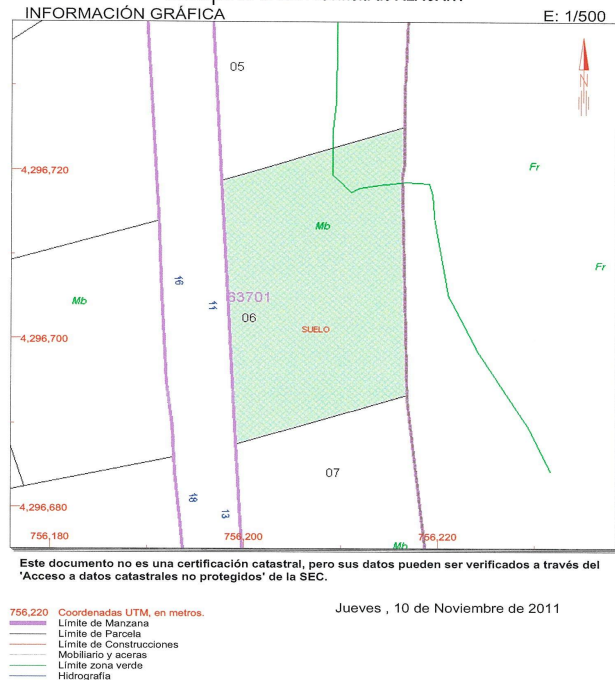 INFORMACIÓN GRÁFICA
E: 1/500
05
N
4,296,720
Fr
Mb
Fr
16
11
63701
Mb
06
SUELO
4,296,700
07
18
13
4,296,680
756,180
756,200
756,220
Mb
Este documento no es una certificación catastral, pero sus datos pueden ser verificados a través del
'Acceso a datos catastrales no protegidos' de la SEC.
756,220 Coordenadas UTM, en metros.
Jueves , 10 de Noviembre de 2011
Límite de Manzana
Límite de Parcela
Límite de Construcciones
Mobiliario y aceras
Límite zona verde
Hidrografía